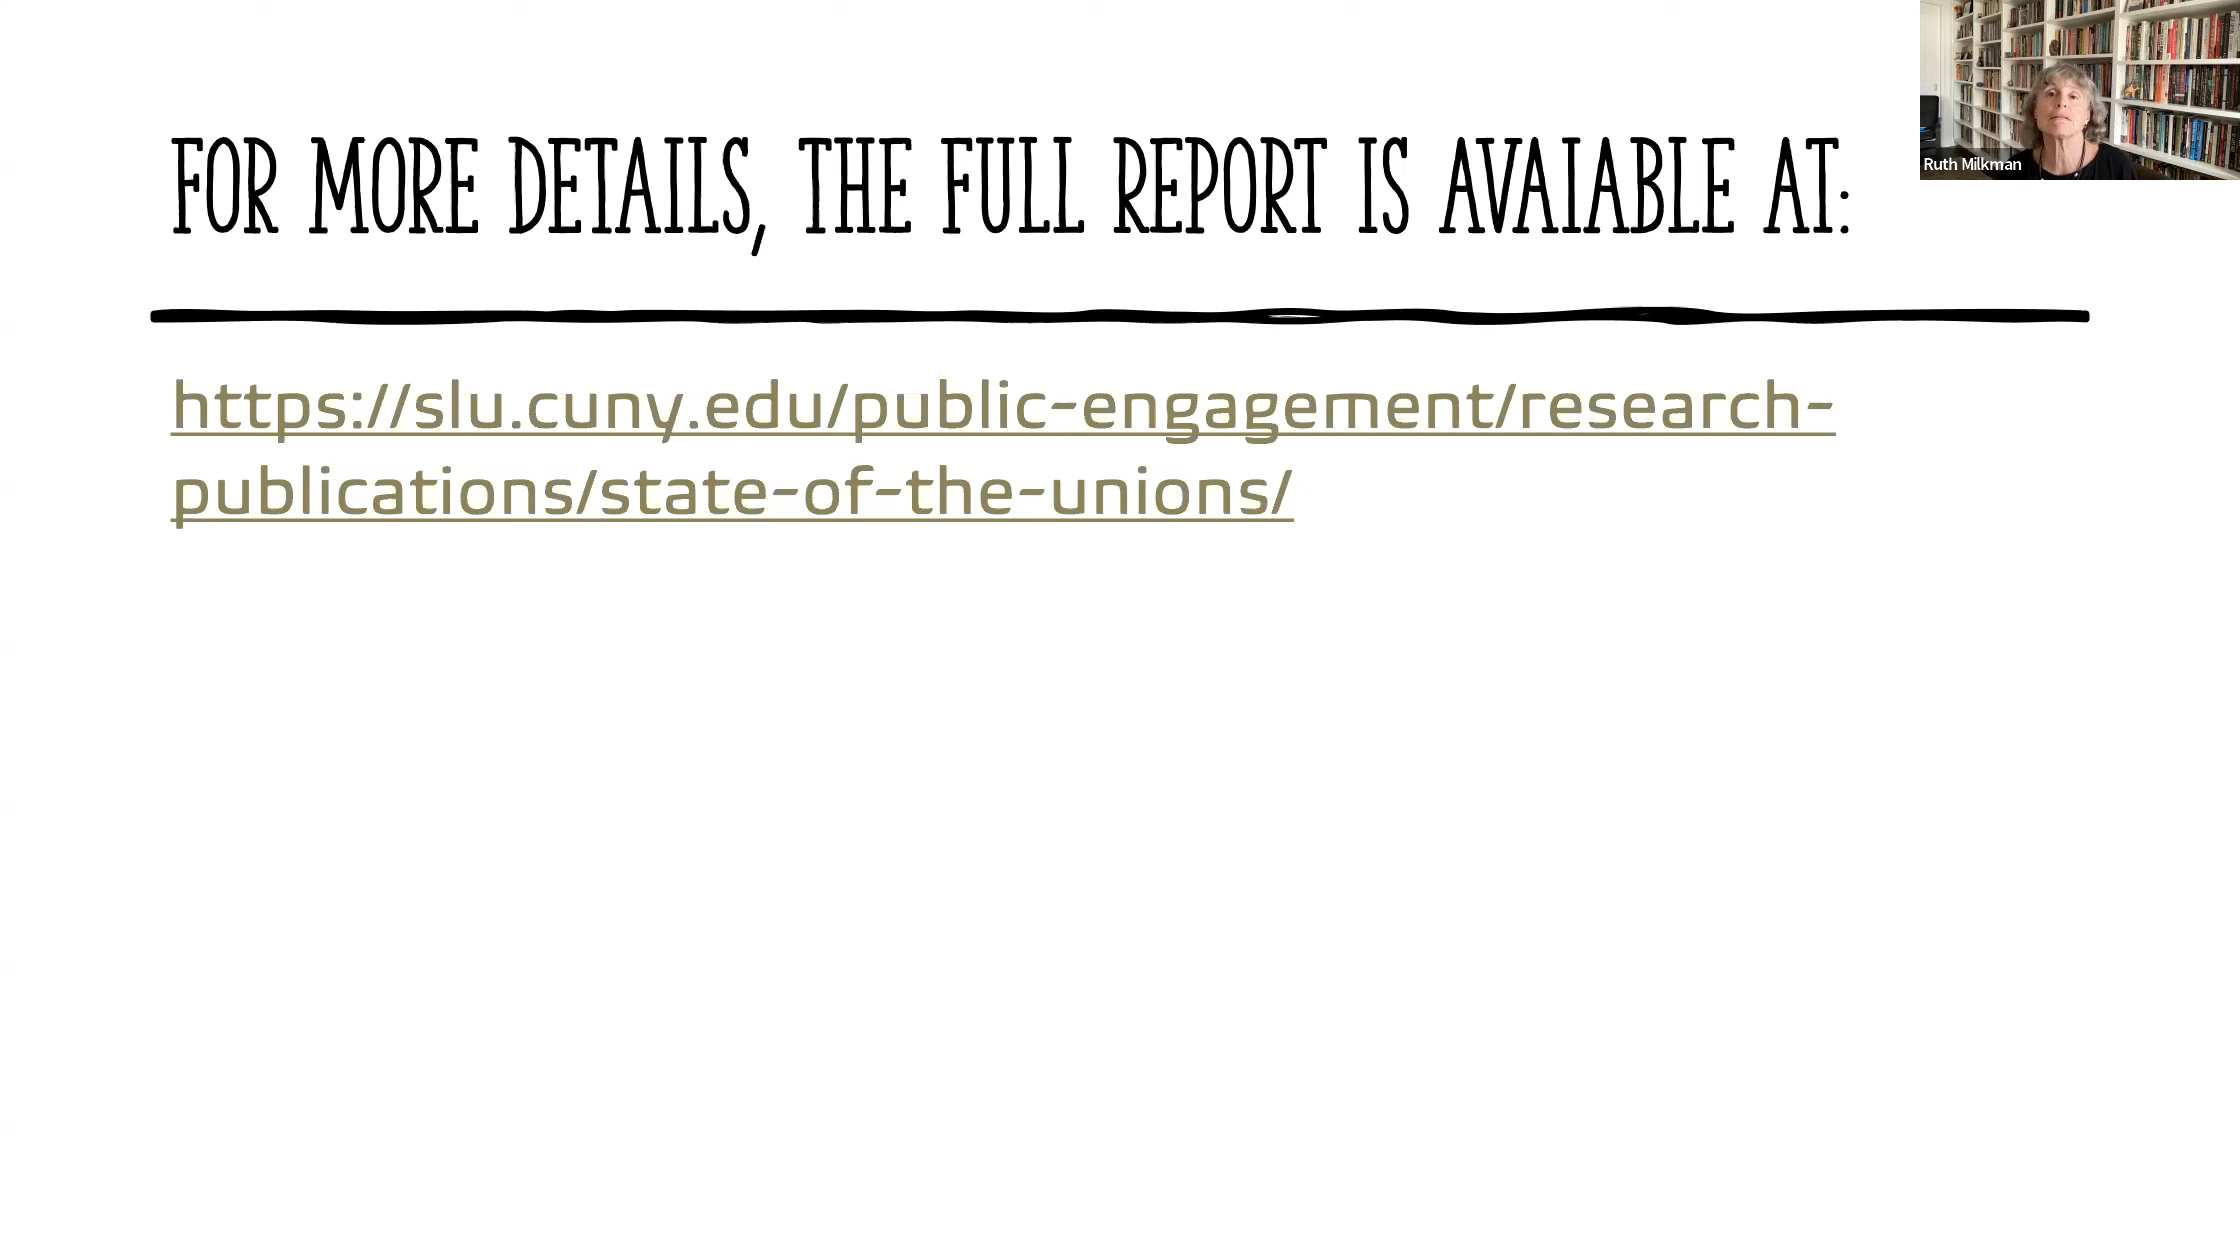 FOR MORE DETAILS, THE FULL REPORT IS AVAIABLE AT:
Ruth Milkman
https://slu.cuny.edu/public-engagement/research-
publications/state-of-the-unions/